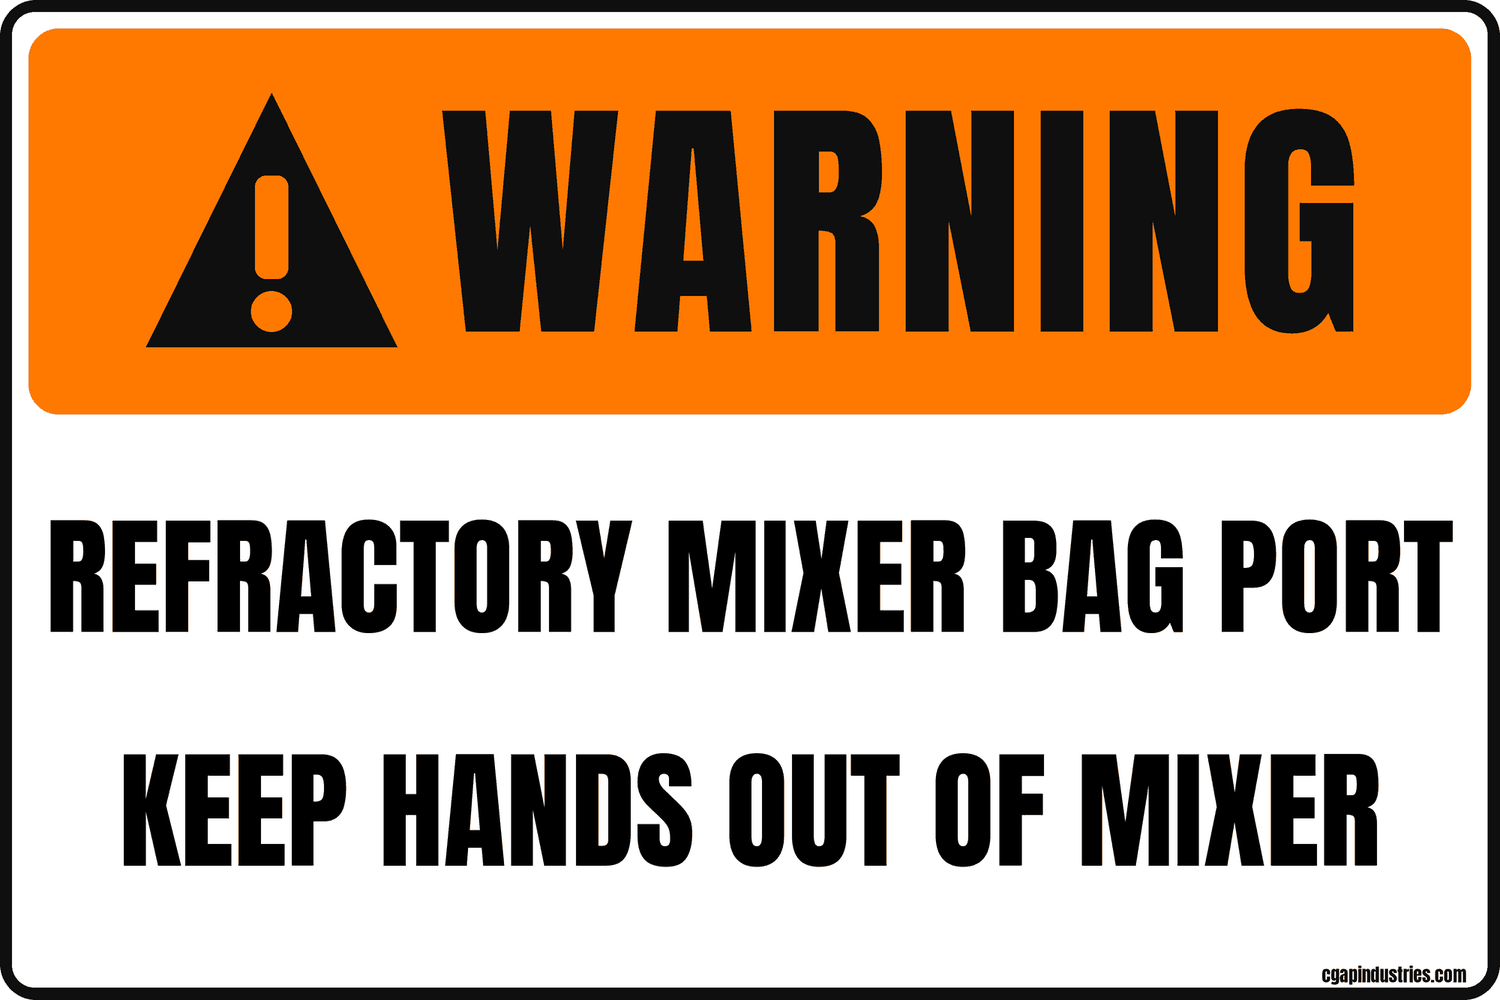 WARNING
REFRACTORY MIXER BAG PORT
KEEP HANDS OUT OF MIXER
cgapindustries.com